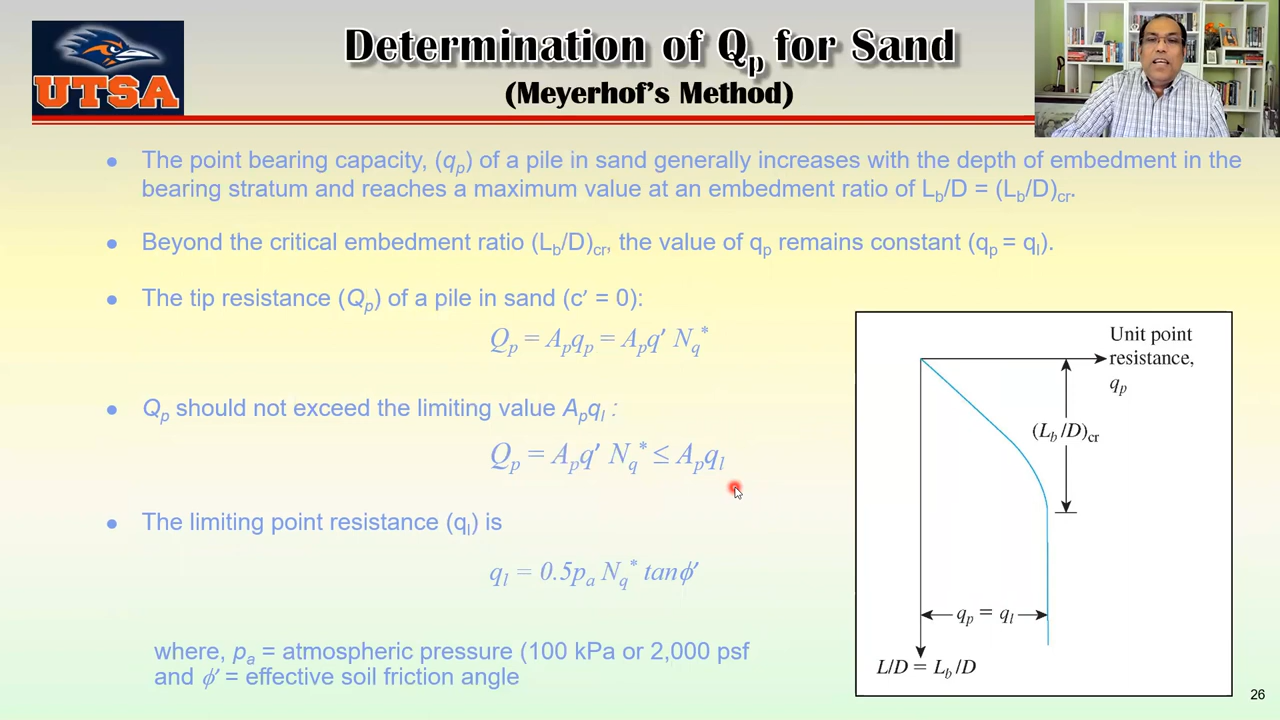 UTSA
Determination of Qp for Sand
(Meyerhof's Method)
● The point bearing capacity, (qp) of a pile in sand generally increases with the depth of embedment in the
bearing stratum and reaches a maximum value at an embedment ratio of Lb/D = (Lb/D)cr.
● Beyond the critical embedment ratio (Lb/D)cr, the value of qp remains constant (qp = ql).
● The tip resistance (Qp) of a pile in sand (c′ = 0):
Qp = Apqp = Apq′ Nq*
● Qp should not exceed the limiting value Apql :
Qp = Apq′ Nq* ≤ Apql
● The limiting point resistance (ql) is
ql = 0.5pa Nq* tanϕ′
where, pa = atmospheric pressure (100 kPa or 2,000 psf
and ϕ′ = effective soil friction angle
Unit point
resistance,
qp
(Lb/D)cr
qp = ql
L/D = Lb/D
26